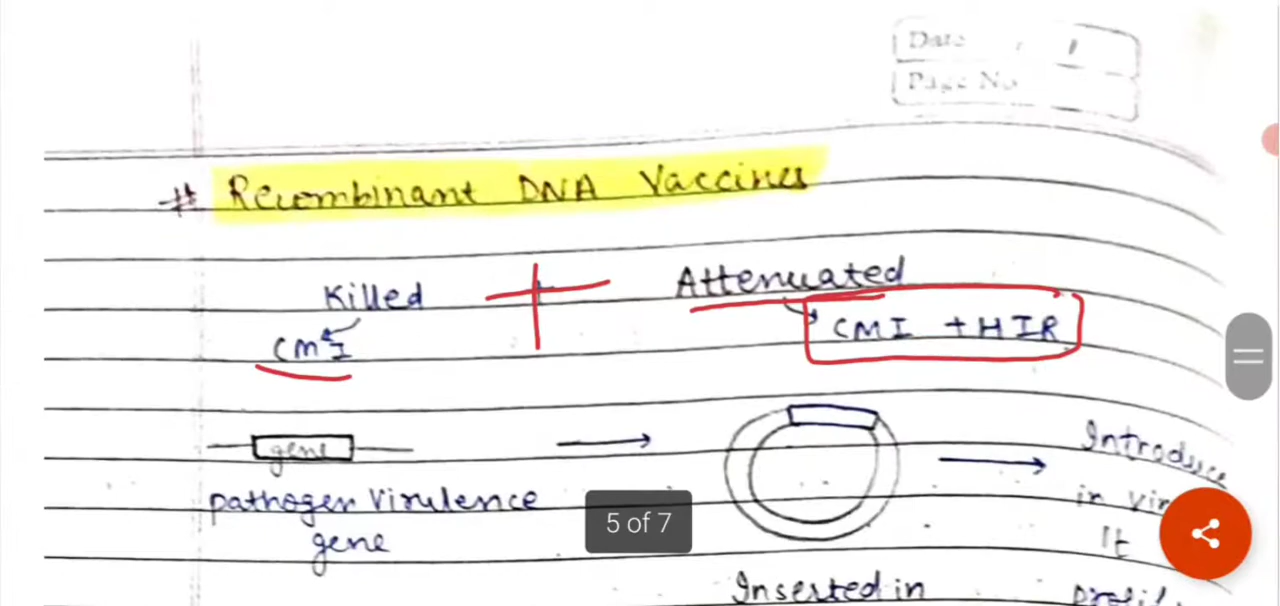 Date
Page No
# Recombinant DNA Vaccines
Killed Attenuated
CMI CMI + HIR
gene
Introduce
pathogen virulence in
gene It
5 of 7
Inserted in